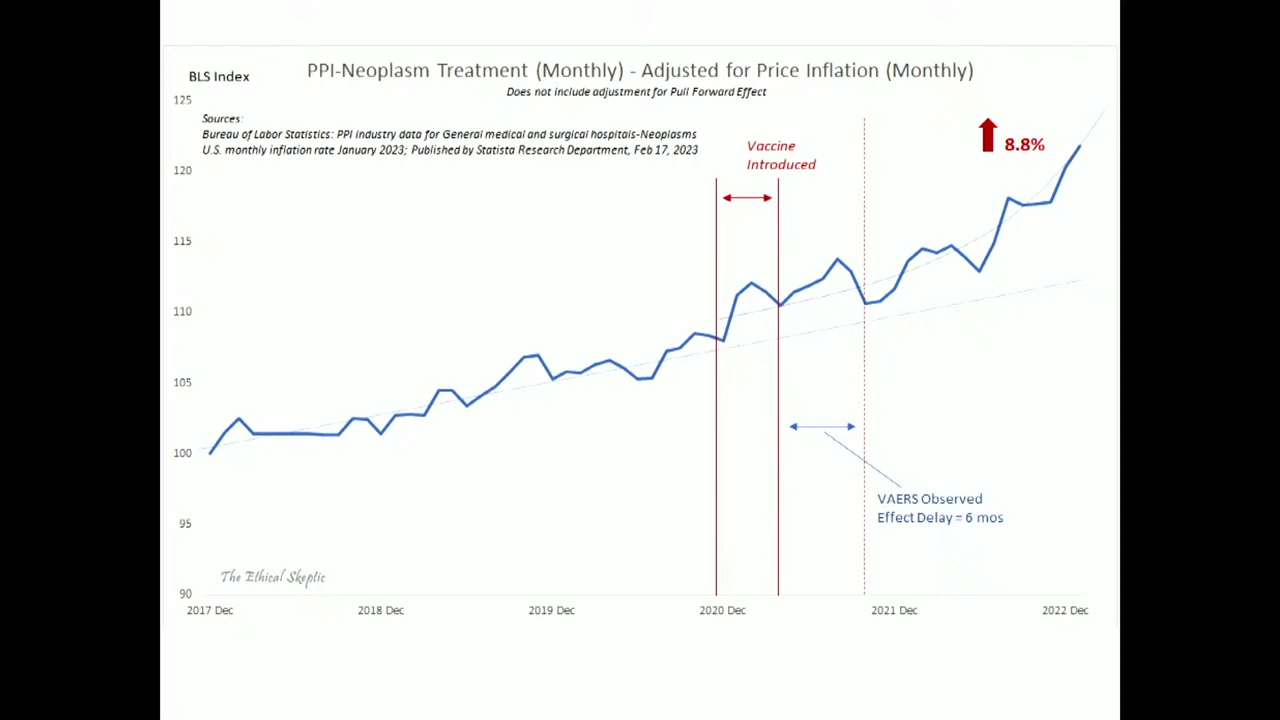 BLS Index
PPI-Neoplasm Treatment (Monthly) - Adjusted for Price Inflation (Monthly)
Does not include adjustment for Pull Forward Effect
125
Sources:
Bureau of Labor Statistics: PPI industry data for General medical and surgical hospitals-Neoplasms
U.S. monthly inflation rate January 2023; Published by Statista Research Department, Feb 17, 2023
Vaccine
Introduced
8.8%
120
115
110
105
100
95
90
VAERS Observed
Effect Delay = 6 mos
The Ethical Skeptic
2017 Dec
2018 Dec
2019 Dec
2020 Dec
2021 Dec
2022 Dec